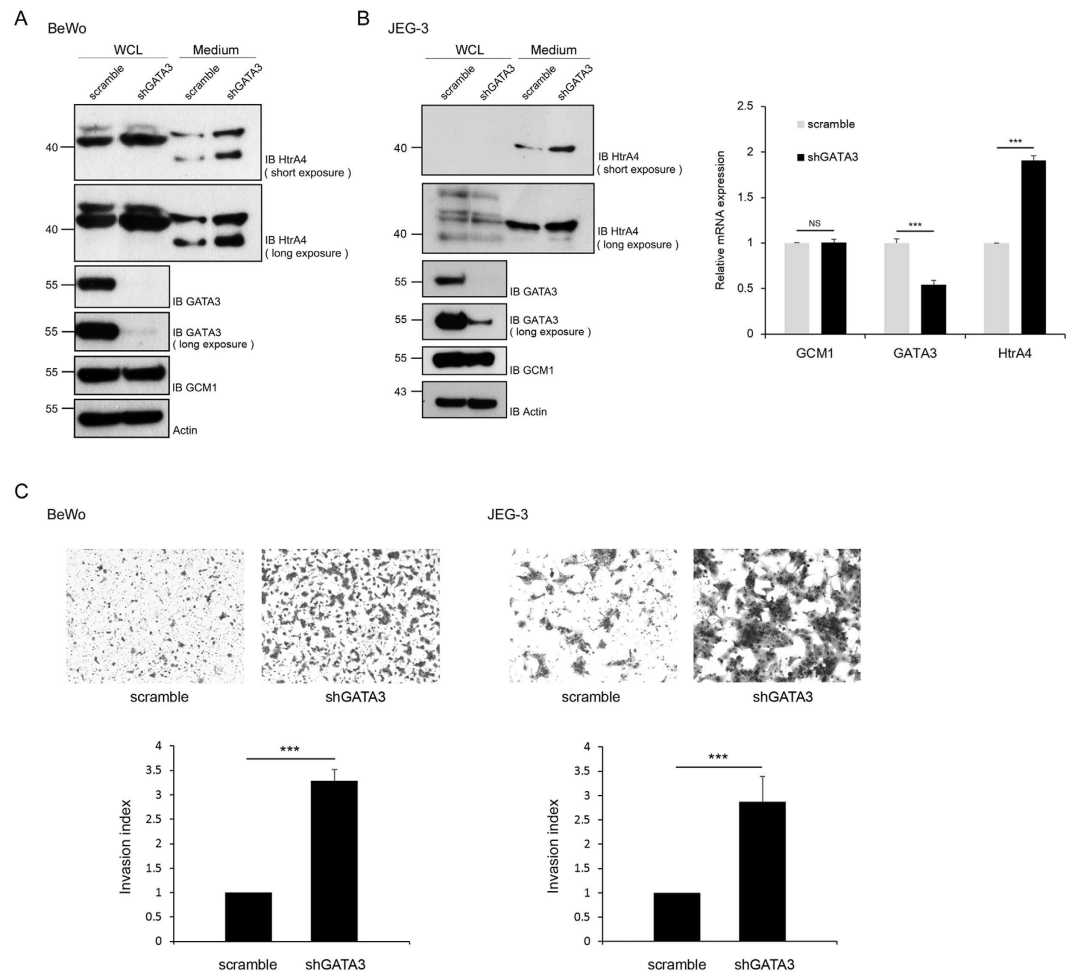 A
BeWo
WCL
Medium
scramble
shGATA3
scramble
shGATA3
40
IB HtrA4
( short exposure )
40
IB HtrA4
( long exposure )
55
IB GATA3
55
IB GATA3
( long exposure )
55
IB GCM1
55
Actin
B
JEG-3
WCL
Medium
scramble
shGATA3
scramble
shGATA3
40
IB HtrA4
( short exposure )
40
IB HtrA4
( long exposure )
55
IB GATA3
55
IB GATA3
( long exposure )
55
IB GCM1
43
IB Actin
Relative mRNA expression
2.5
2
1.5
1
0.5
0
scramble
shGATA3
NS
***
***
GCM1
GATA3
HtrA4
C
BeWo
scramble
shGATA3
JEG-3
scramble
shGATA3
Invasion index
4
3.5
3
2.5
2
1.5
1
0.5
0
***
scramble
shGATA3
Invasion index
4
3.5
3
2.5
2
1.5
1
0.5
0
***
scramble
shGATA3